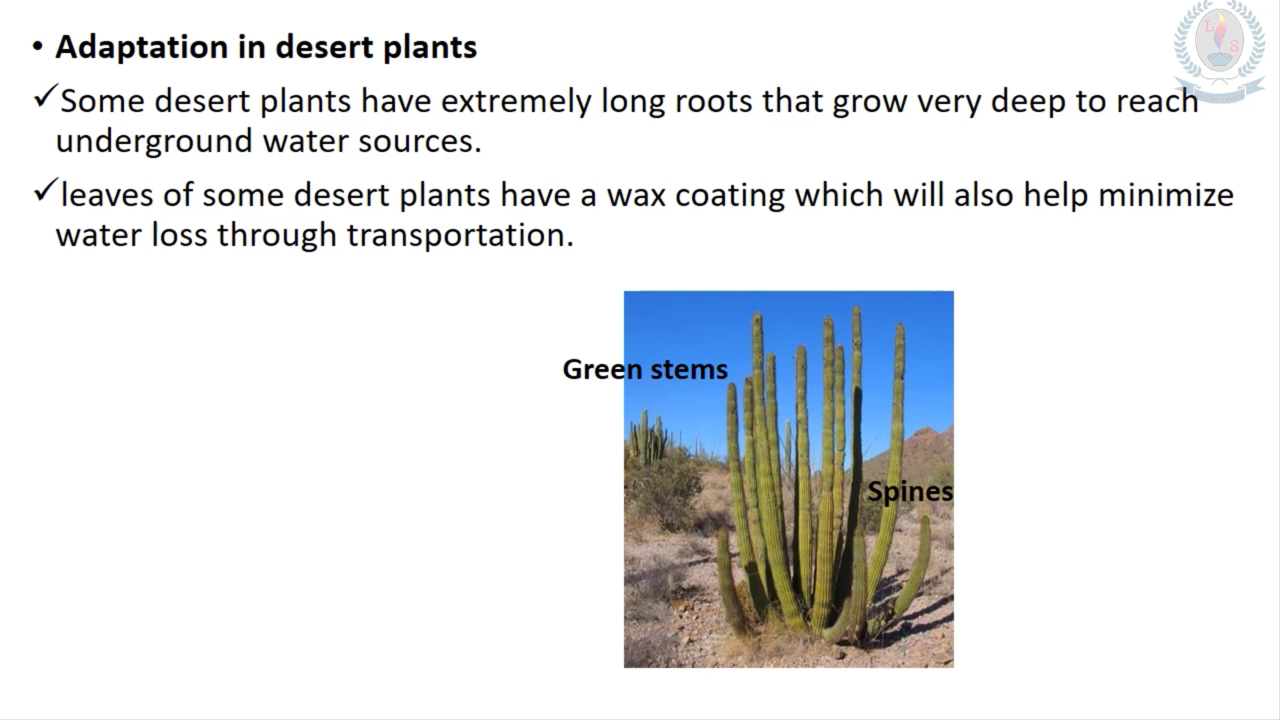 • Adaptation in desert plants
✓Some desert plants have extremely long roots that grow very deep to reach
underground water sources.
✓leaves of some desert plants have a wax coating which will also help minimize
water loss through transportation.
Green stems
Spines
L
S